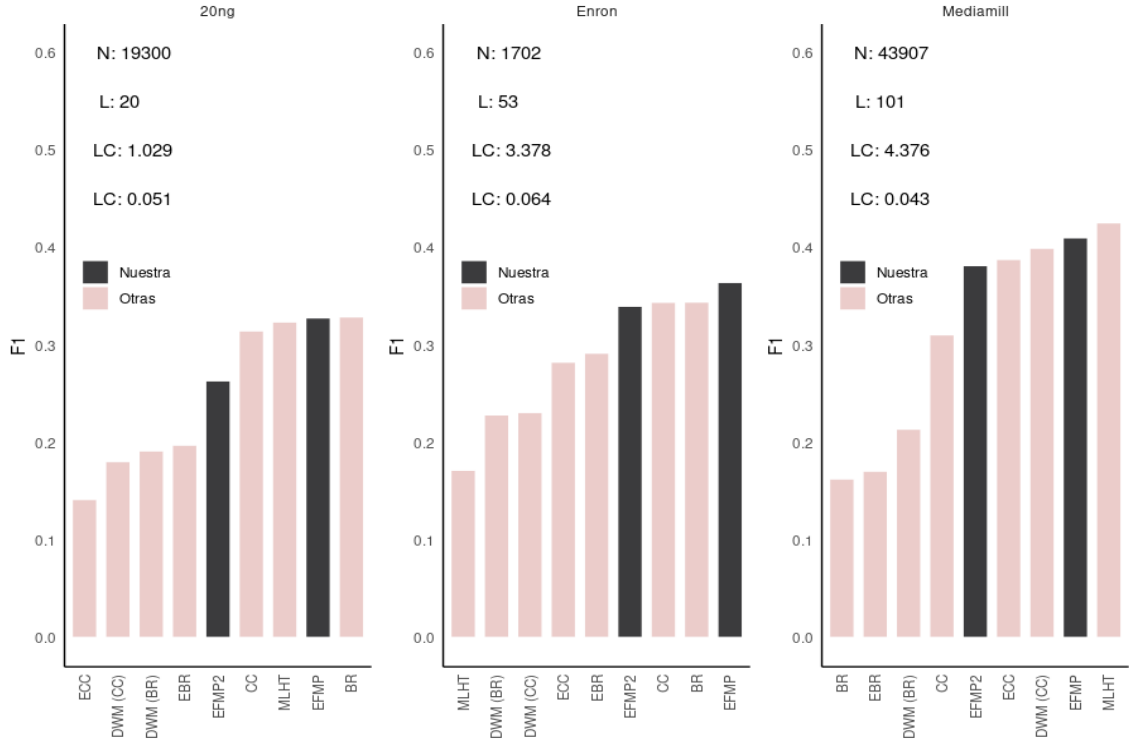 20ng
N: 19300
L: 20
LC: 1.029
LC: 0.051
Nuestra
Otras
F1
0.6
0.5
0.4
0.3
0.2
0.1
0.0
ECC
DWM (CC)
DWM (BR)
EBR
EFMP2
CC
MLHT
EFMP
BR
Enron
N: 1702
L: 53
LC: 3.378
LC: 0.064
Nuestra
Otras
F1
0.6
0.5
0.4
0.3
0.2
0.1
0.0
MLHT
DWM (BR)
DWM (CC)
ECC
EBR
EFMP2
CC
BR
EFMP
Mediamill
N: 43907
L: 101
LC: 4.376
LC: 0.043
Nuestra
Otras
F1
0.6
0.5
0.4
0.3
0.2
0.1
0.0
BR
EBR
DWM (BR)
CC
EFMP2
ECC
DWM (CC)
EFMP
MLHT